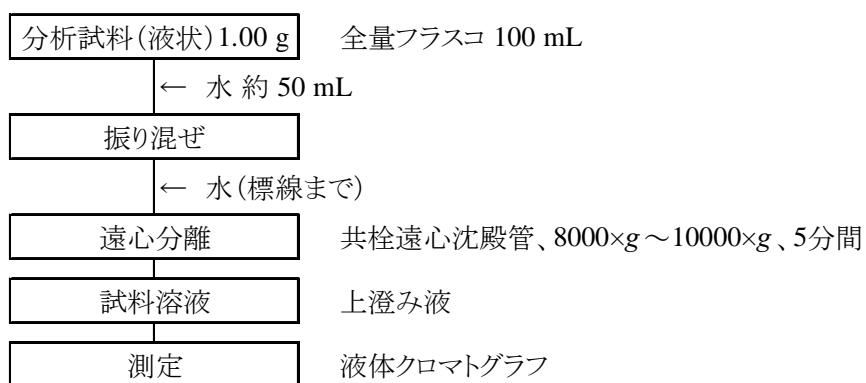 分析試料(液状)1.00 g 全量フラスコ 100 mL
← 水 約 50 mL
振り混ぜ
← 水(標線まで)
遠心分離 共栓遠心沈殿管、8000×g～10000×g、5分間
試料溶液 上澄み液
測定 液体クロマトグラフ